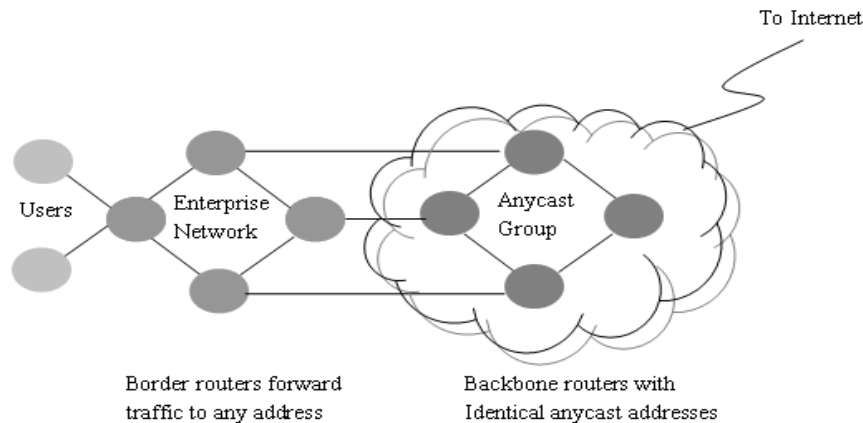 To Internet
Users
Enterprise
Network
Anycast
Group
Border routers forward
traffic to any address
Backbone routers with
Identical anycast addresses